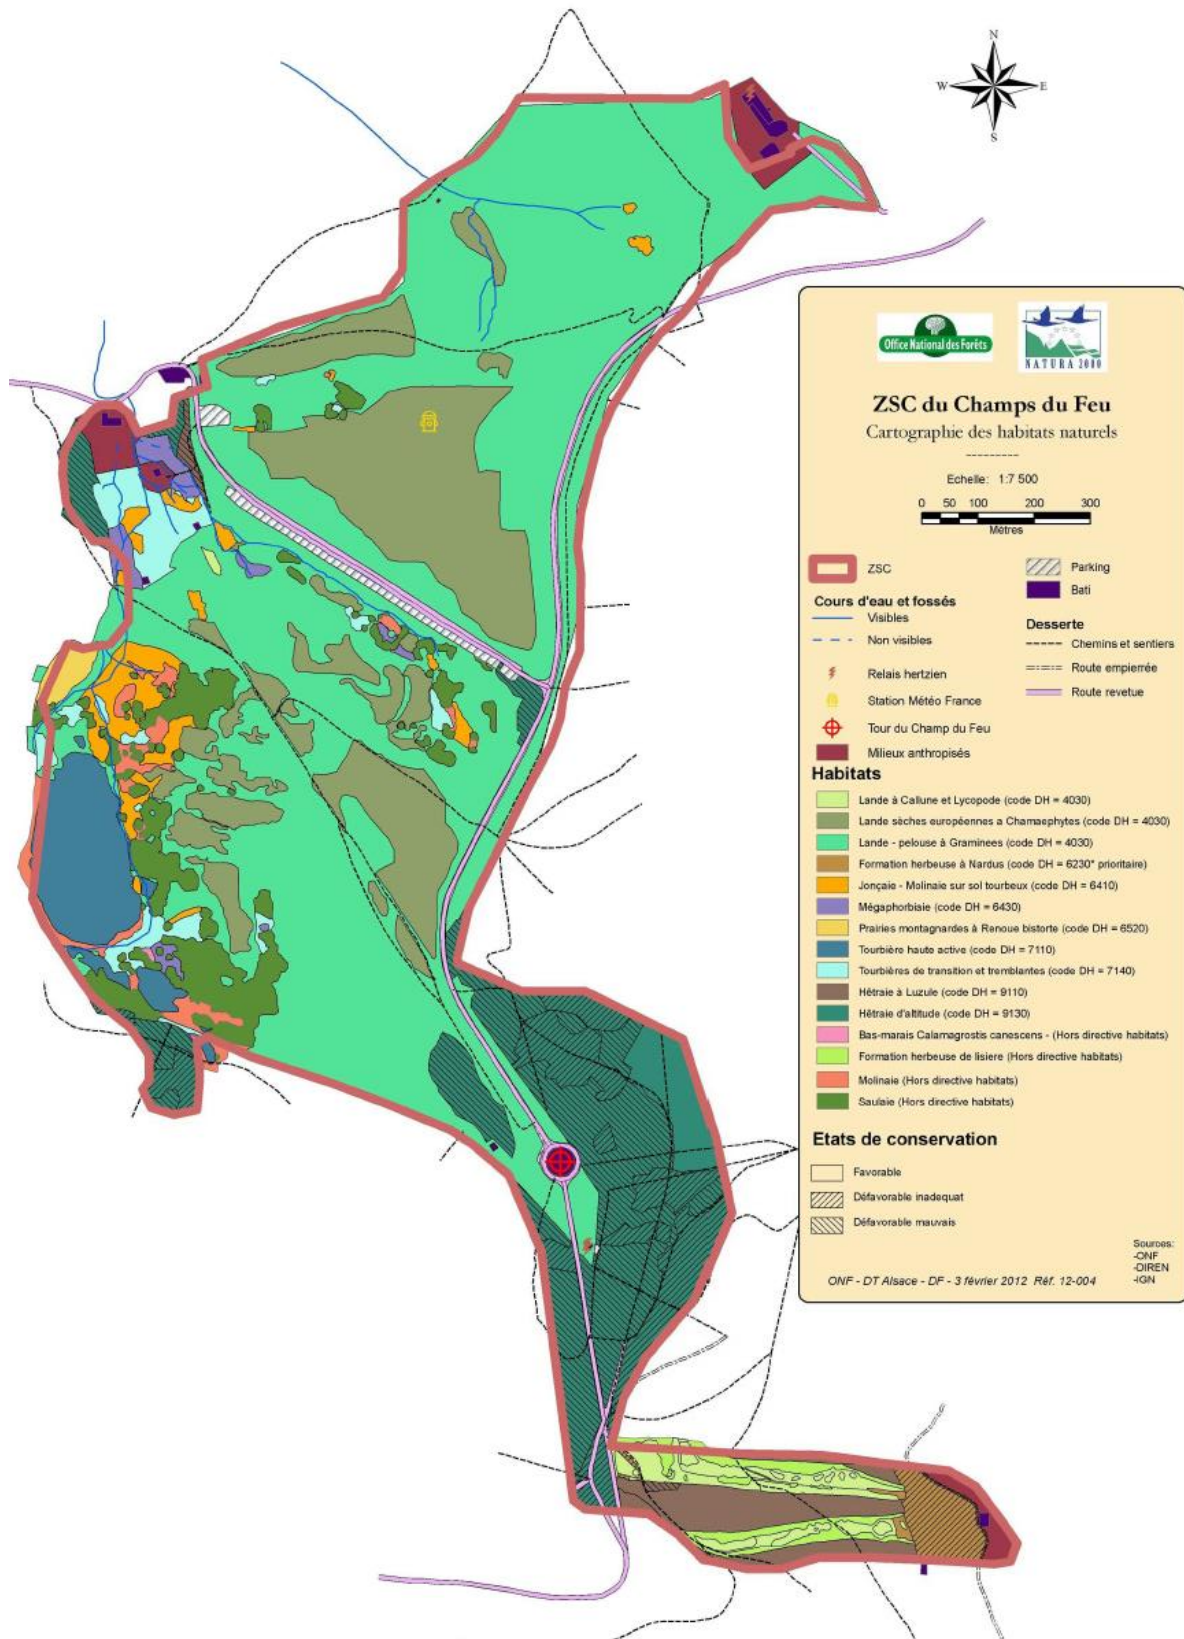 N
W
E
S
Office National des Forêts
NATURA 2000
ZSC du Champs du Feu
Cartographie des habitats naturels
----------
Echelle: 1:7 500
0 50 100 200 300
Mètres
ZSC
Cours d'eau et fossés
Visibles
Non visibles
Relais hertzien
Station Météo France
Tour du Champ du Feu
Milieux anthropisés
Parking
Bati
Desserte
Chemins et sentiers
Route empierrée
Route revetue
Habitats
Lande à Callune et Lycopode (code DH = 4030)
Lande sèches européennes a Chamaephytes (code DH = 4030)
Lande - pelouse à Graminees (code DH = 4030)
Formation herbeuse à Nardus (code DH = 6230* prioritaire)
Jonçaie - Molinaie sur sol tourbeux (code DH = 6410)
Mégaphorbiaie (code DH = 6430)
Prairies montagnardes à Renoue bistorte (code DH = 6520)
Tourbière haute active (code DH = 7110)
Tourbières de transition et tremblantes (code DH = 7140)
Hêtraie à Luzule (code DH = 9110)
Hêtraie d'altitude (code DH = 9130)
Bas-marais Calamagrostis canescens - (Hors directive habitats)
Formation herbeuse de lisiere (Hors directive habitats)
Molinaie (Hors directive habitats)
Saulaie (Hors directive habitats)
Etats de conservation
Favorable
Défavorable inadequat
Défavorable mauvais
Sources:
-ONF
-DIREN
-IGN
ONF - DT Alsace - DF - 3 février 2012 Réf. 12-004